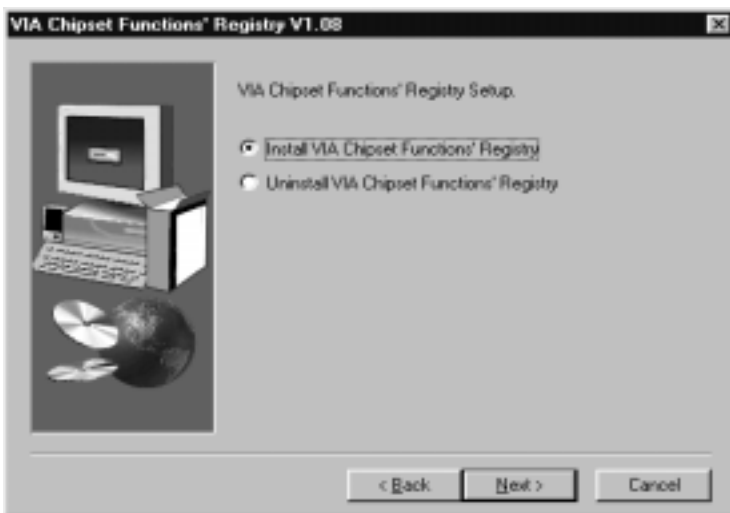 VIA Chipset Functions' Registry V1.08
VIA Chipset Functions' Registry Setup.
Install VIA Chipset Functions' Registry
Uninstall VIA Chipset Functions' Registry
< Back
Next >
Cancel